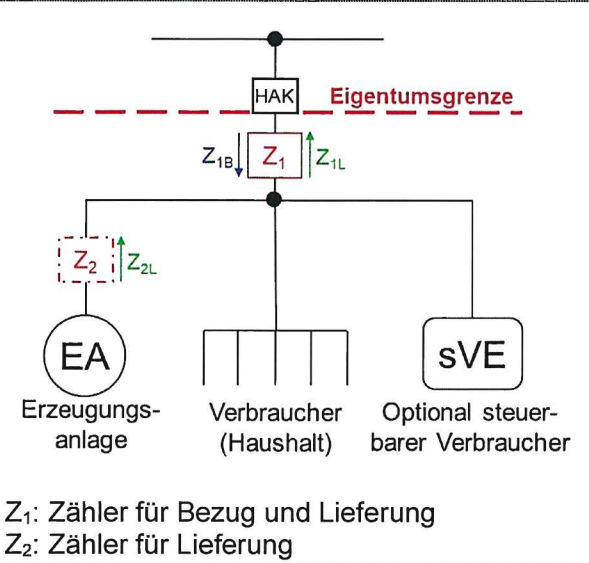 HAK
Eigentumsgrenze
Z1B Z1 Z1L
Z2 Z2L
EA
sVE
Erzeugungs-
anlage
Verbraucher
(Haushalt)
Optional steuer-
barer Verbraucher
Z1: Zähler für Bezug und Lieferung
Z2: Zähler für Lieferung